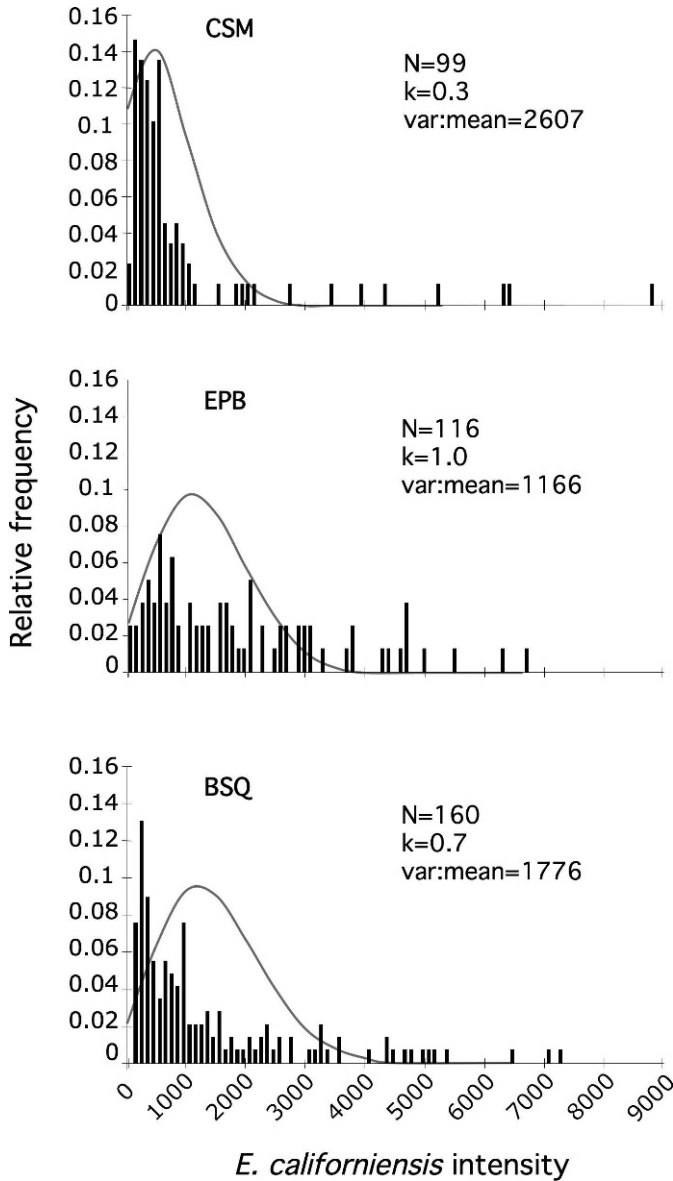 Relative frequency
0.16
0.14
0.12
0.1
0.08
0.06
0.04
0.02
0
CSM
N=99
k=0.3
var:mean=2607
0.16
0.14
0.12
0.1
0.08
0.06
0.04
0.02
0
EPB
N=116
k=1.0
var:mean=1166
0.16
0.14
0.12
0.1
0.08
0.06
0.04
0.02
0
BSQ
N=160
k=0.7
var:mean=1776
0 1000 2000 3000 4000 5000 6000 7000 8000 9000
E. californiensis intensity